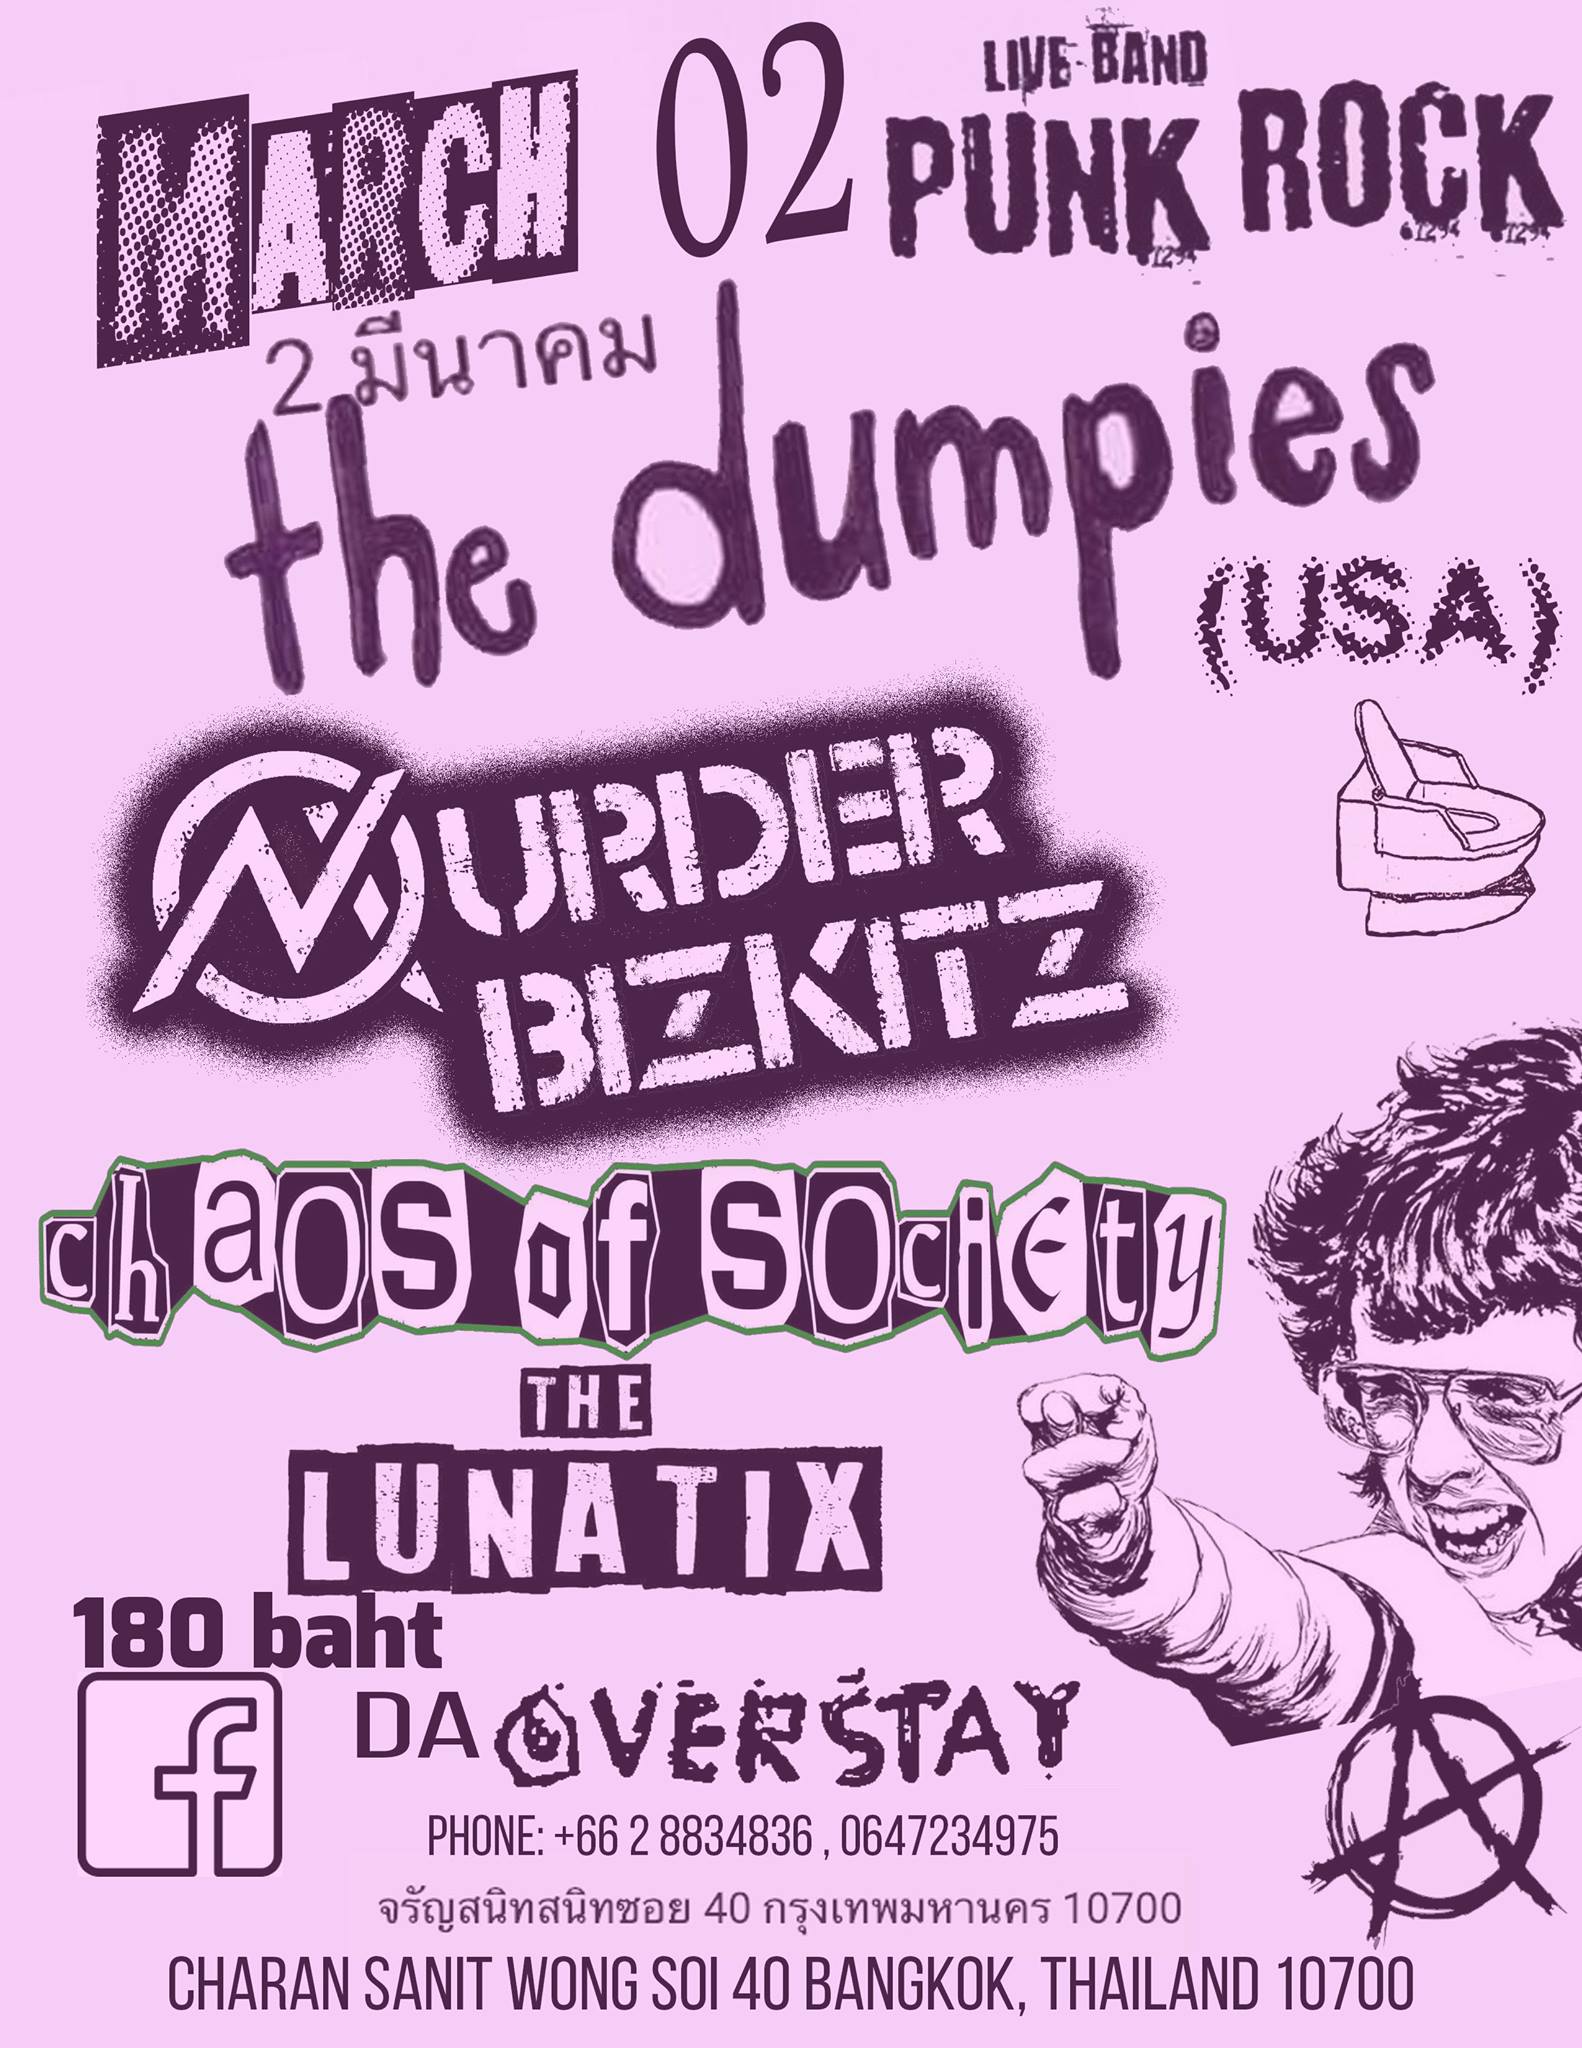 MARCH 02
LIVE BAND
PUNK ROCK
2 มีนาคม
the dumpies
(USA)
MURDER
BIZKITZ
chaos of society
THE
LUNATIX
180 baht
f
DA OVERSTAY
PHONE: +66 2 8834836 , 0647234975
จรัญสนิทสนิทซอย 40 กรุงเทพมหานคร 10700
CHARAN SANIT WONG SOI 40 BANGKOK, THAILAND 10700